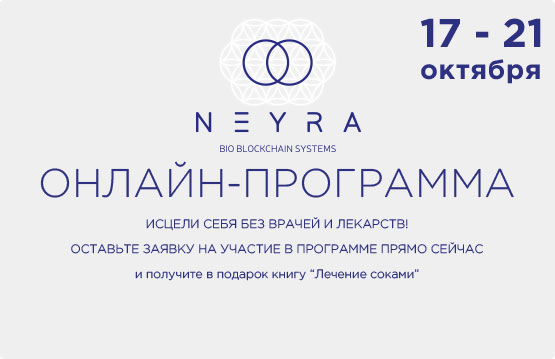 17 - 21
октября
NEYRA
BIO BLOCKCHAIN SYSTEMS
ОНЛАЙН-ПРОГРАММА
ИСЦЕЛИ СЕБЯ БЕЗ ВРАЧЕЙ И ЛЕКАРСТВ!
ОСТАВЬТЕ ЗАЯВКУ НА УЧАСТИЕ В ПРОГРАММЕ ПРЯМО СЕЙЧАС
и получите в подарок книгу “Лечение соками”